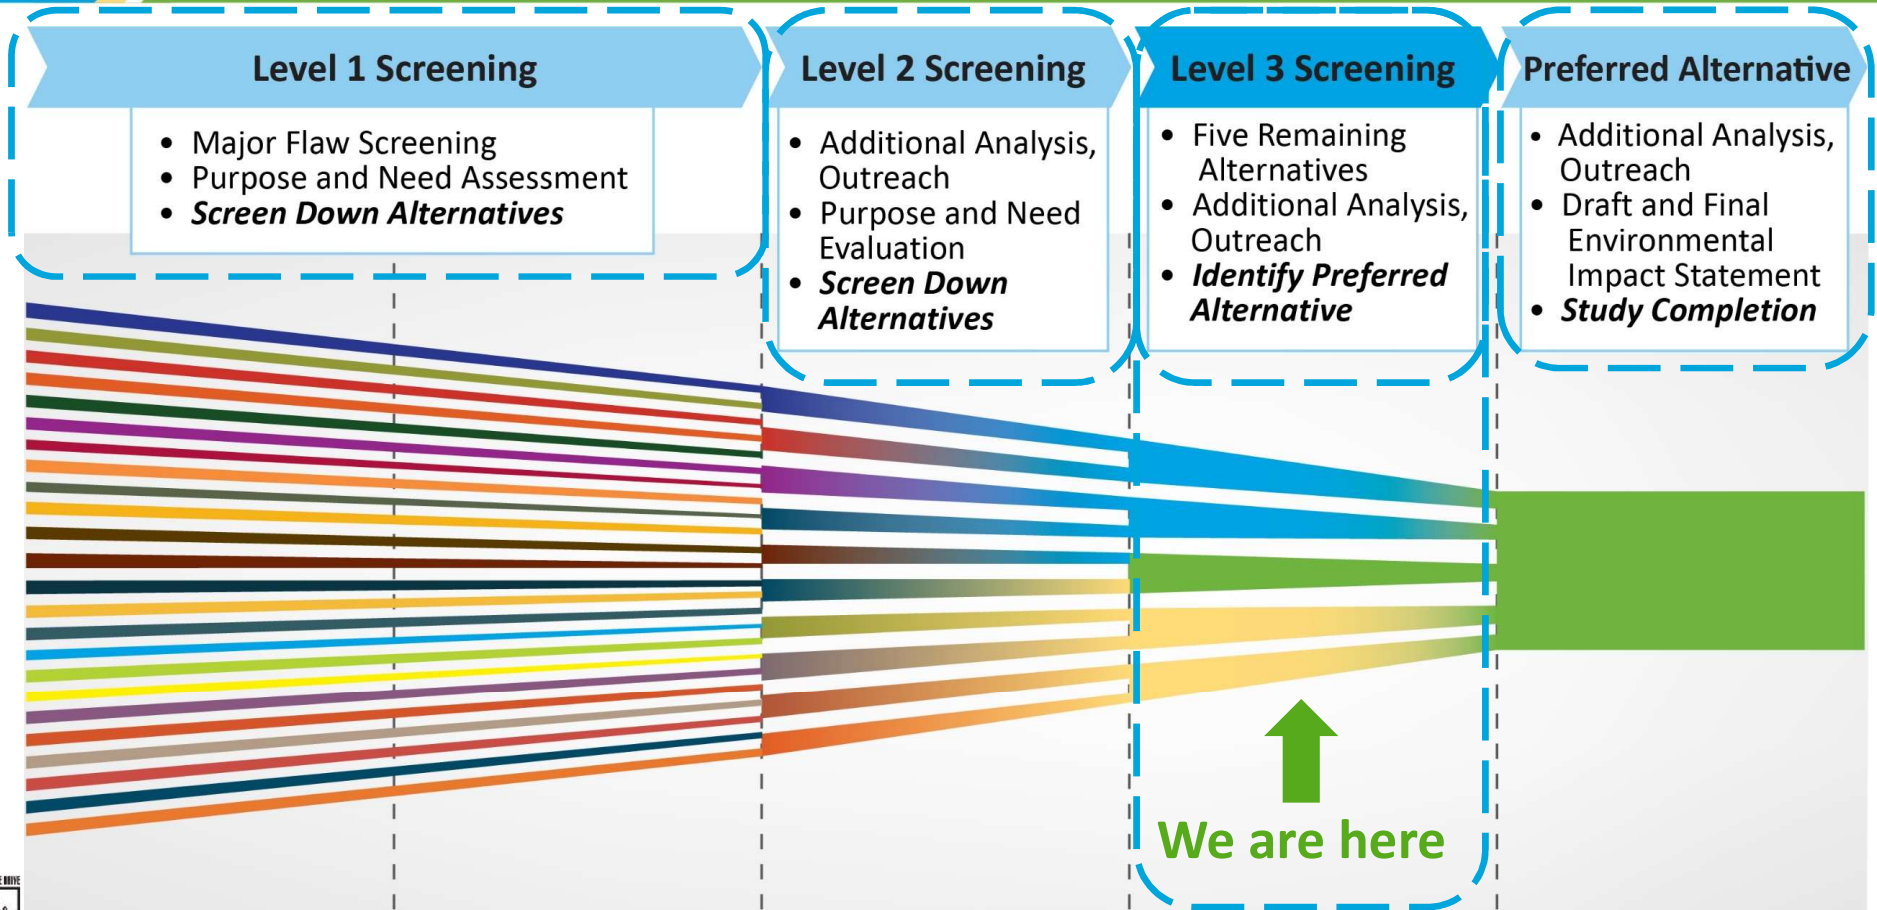 Level 1 Screening
• Major Flaw Screening
• Purpose and Need Assessment
• Screen Down Alternatives
Level 2 Screening
• Additional Analysis,
Outreach
• Purpose and Need
Evaluation
• Screen Down
Alternatives
Level 3 Screening
• Five Remaining
Alternatives
• Additional Analysis,
Outreach
• Identify Preferred
Alternative
Preferred Alternative
• Additional Analysis,
Outreach
• Draft and Final
Environmental
Impact Statement
• Study Completion
We are here
DRIVE